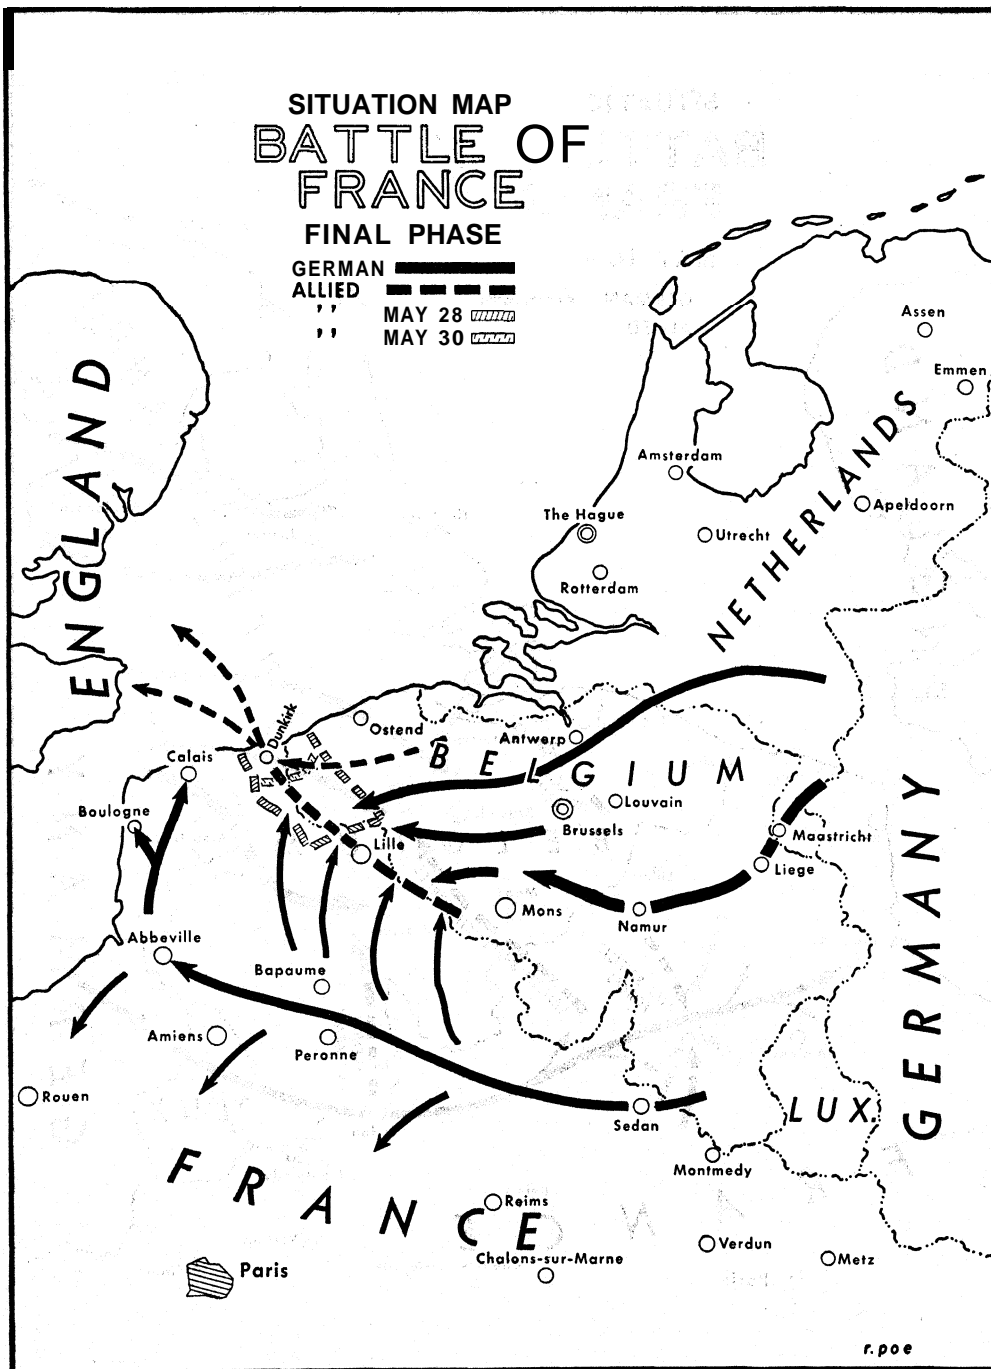 SITUATION MAP
BATTLE OF
FRANCE
FINAL PHASE
GERMAN
ALLIED
" MAY 28
" MAY 30
Assen
Emmen
ENGLAND
Amsterdam
NETHERLANDS
Apeldoorn
The Hague
Utrecht
Rotterdam
Dunkirk
Ostend
Antwerp
Calais
BELGIUM
Louvain
Boulogne
Brussels
Maastricht
Lille
Liege
GERMANY
Mons
Namur
Abbeville
Bapaume
Amiens
Peronne
Rouen
Sedan
LUX.
Montmedy
FRANCE
Reims
Verdun
Chalons-sur-Marne
Metz
Paris
r.poe